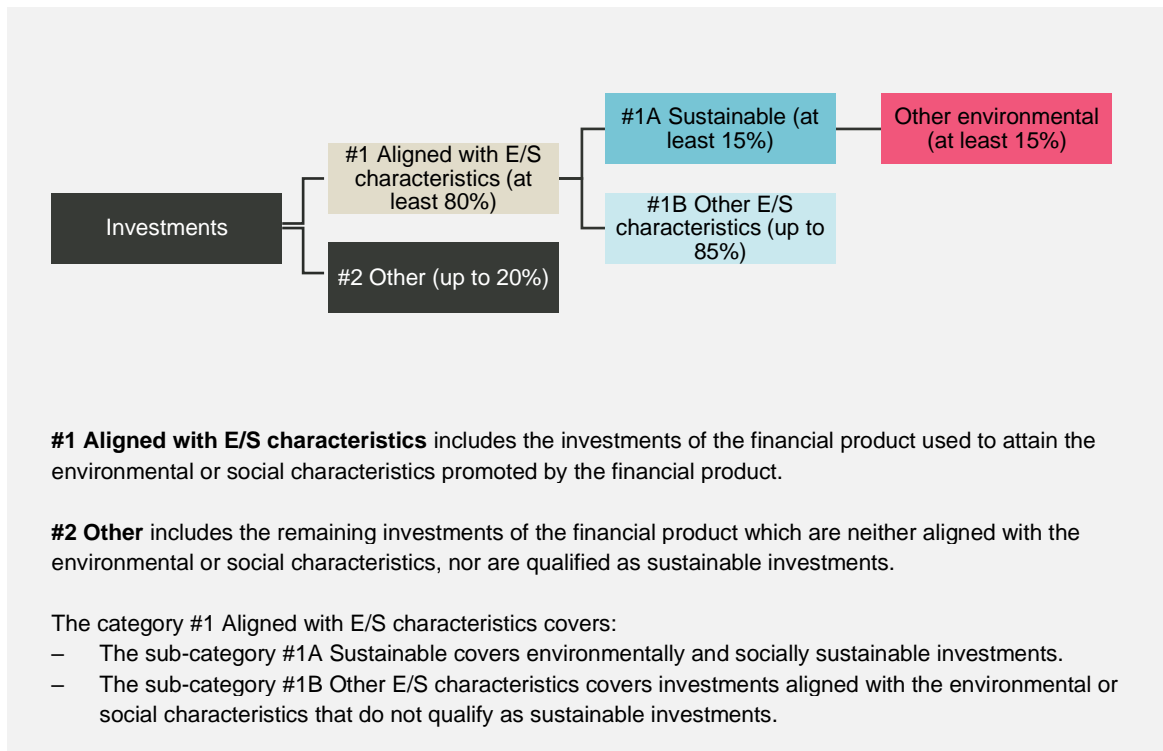 #1A Sustainable (at
least 15%)
Other environmental
(at least 15%)
#1 Aligned with E/S
characteristics (at
least 80%)
#1B Other E/S
characteristics (up to
85%)
Investments
#2 Other (up to 20%)
#1 Aligned with E/S characteristics includes the investments of the financial product used to attain the
environmental or social characteristics promoted by the financial product.
#2 Other includes the remaining investments of the financial product which are neither aligned with the
environmental or social characteristics, nor are qualified as sustainable investments.
The category #1 Aligned with E/S characteristics covers:
– The sub-category #1A Sustainable covers environmentally and socially sustainable investments.
– The sub-category #1B Other E/S characteristics covers investments aligned with the environmental or
social characteristics that do not qualify as sustainable investments.